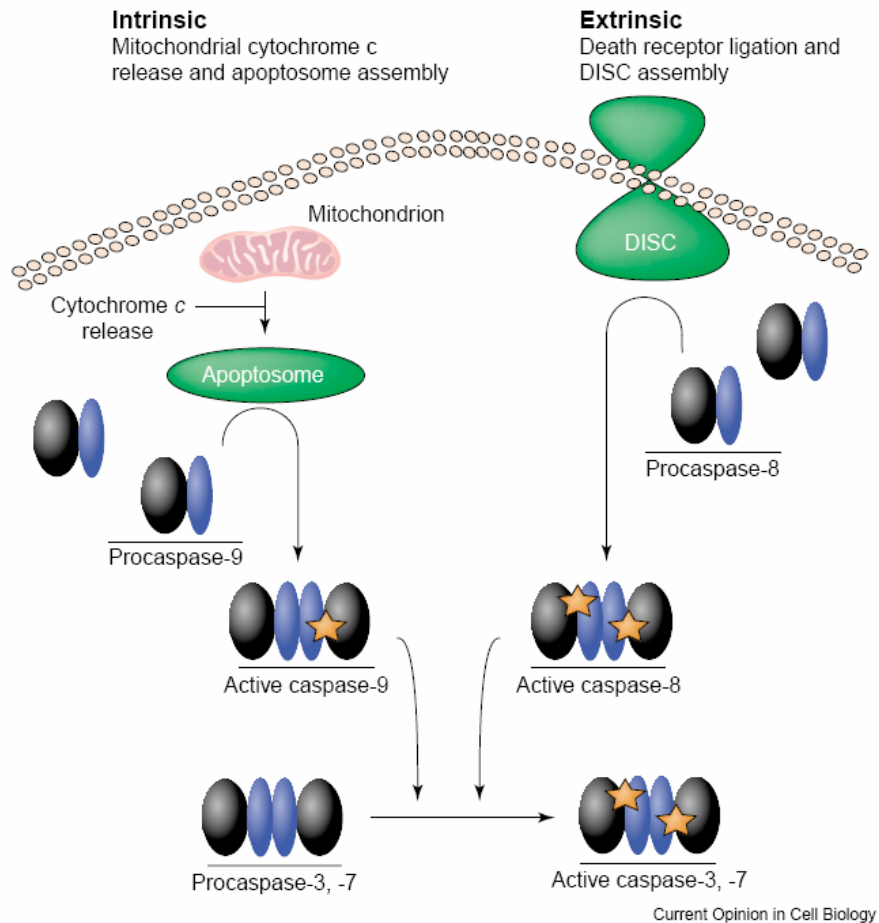 Intrinsic
Mitochondrial cytochrome c
release and apoptosome assembly
Extrinsic
Death receptor ligation and
DISC assembly
Mitochondrion
DISC
Cytochrome c
release
Apoptosome
Procaspase-8
Procaspase-9
Active caspase-9
Active caspase-8
Procaspase-3, -7
Active caspase-3, -7
Current Opinion in Cell Biology